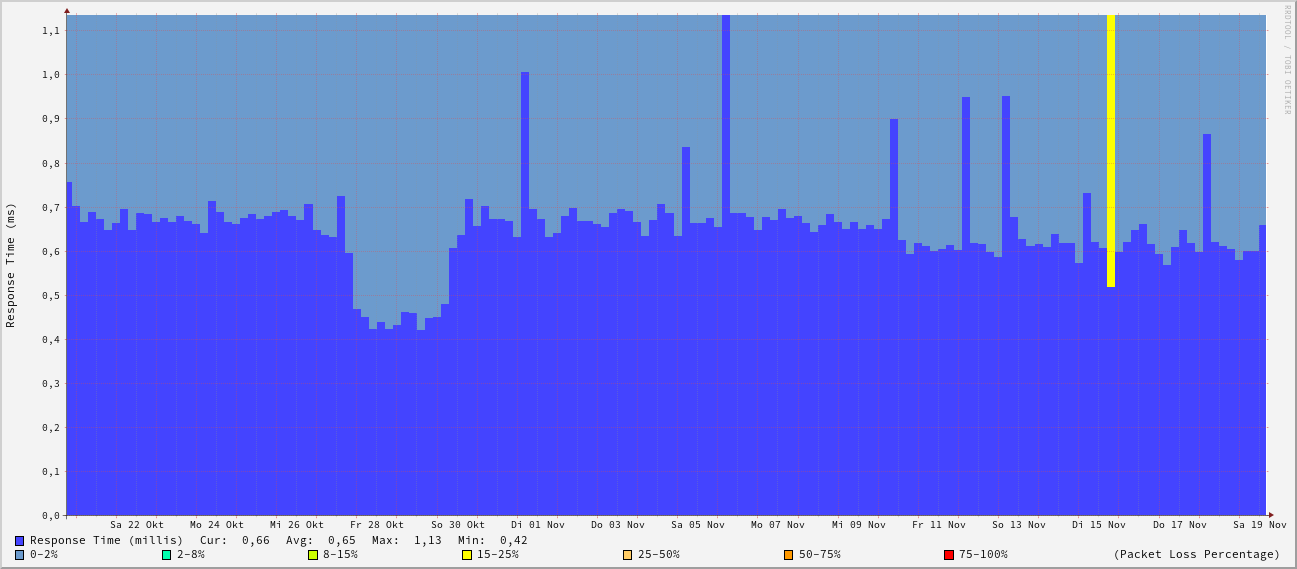 RRDTOOL / TOBI OETIKER
Response Time (ms)
1,1
1,0
0,9
0,8
0,7
0,6
0,5
0,4
0,3
0,2
0,1
0,0
Sa 22 Okt Mo 24 Okt Mi 26 Okt Fr 28 Okt So 30 Okt Di 01 Nov Do 03 Nov Sa 05 Nov Mo 07 Nov Mi 09 Nov Fr 11 Nov So 13 Nov Di 15 Nov Do 17 Nov Sa 19 Nov
Response Time (millis) Cur: 0,66 Avg: 0,65 Max: 1,13 Min: 0,42
0-2% 2-8% 8-15% 15-25% 25-50% 50-75% 75-100% (Packet Loss Percentage)